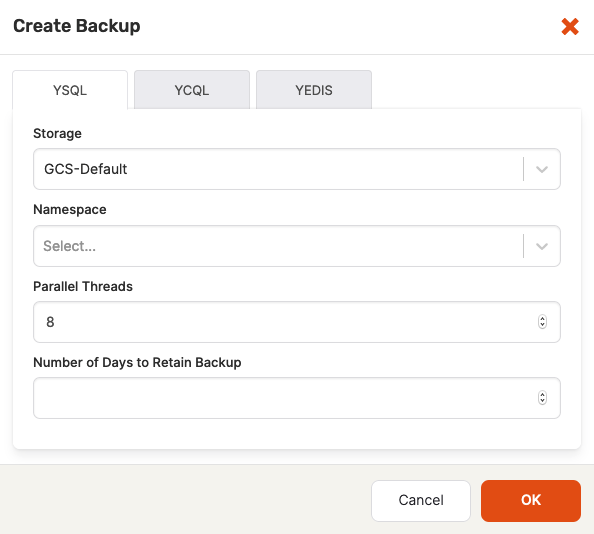 Create Backup
YSQL YCQL YEDIS
Storage
GCS-Default
Namespace
Select...
Parallel Threads
8
Number of Days to Retain Backup
Cancel OK